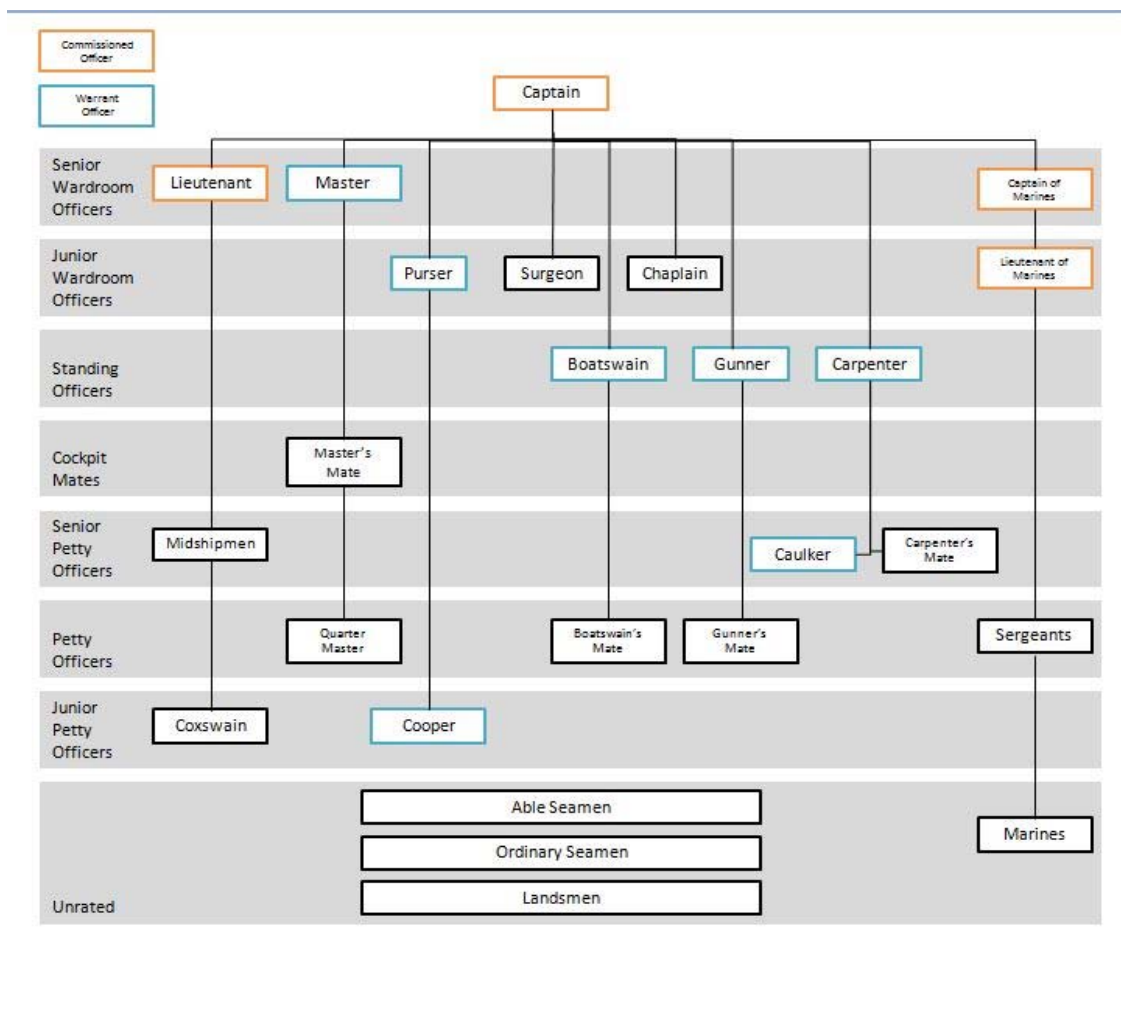 Commissioned
Officer
Warrant
Officer
Captain
Senior
Wardroom
Officers
Lieutenant
Master
Captain of
Marines
Junior
Wardroom
Officers
Purser
Surgeon
Chaplain
Lieutenant of
Marines
Standing
Officers
Boatswain
Gunner
Carpenter
Cockpit
Mates
Master's
Mate
Senior
Petty
Officers
Midshipmen
Caulker
Carpenter's
Mate
Petty
Officers
Quarter
Master
Boatswain's
Mate
Gunner's
Mate
Sergeants
Junior
Petty
Officers
Coxswain
Cooper
Unrated
Able Seamen
Ordinary Seamen
Landsmen
Marines